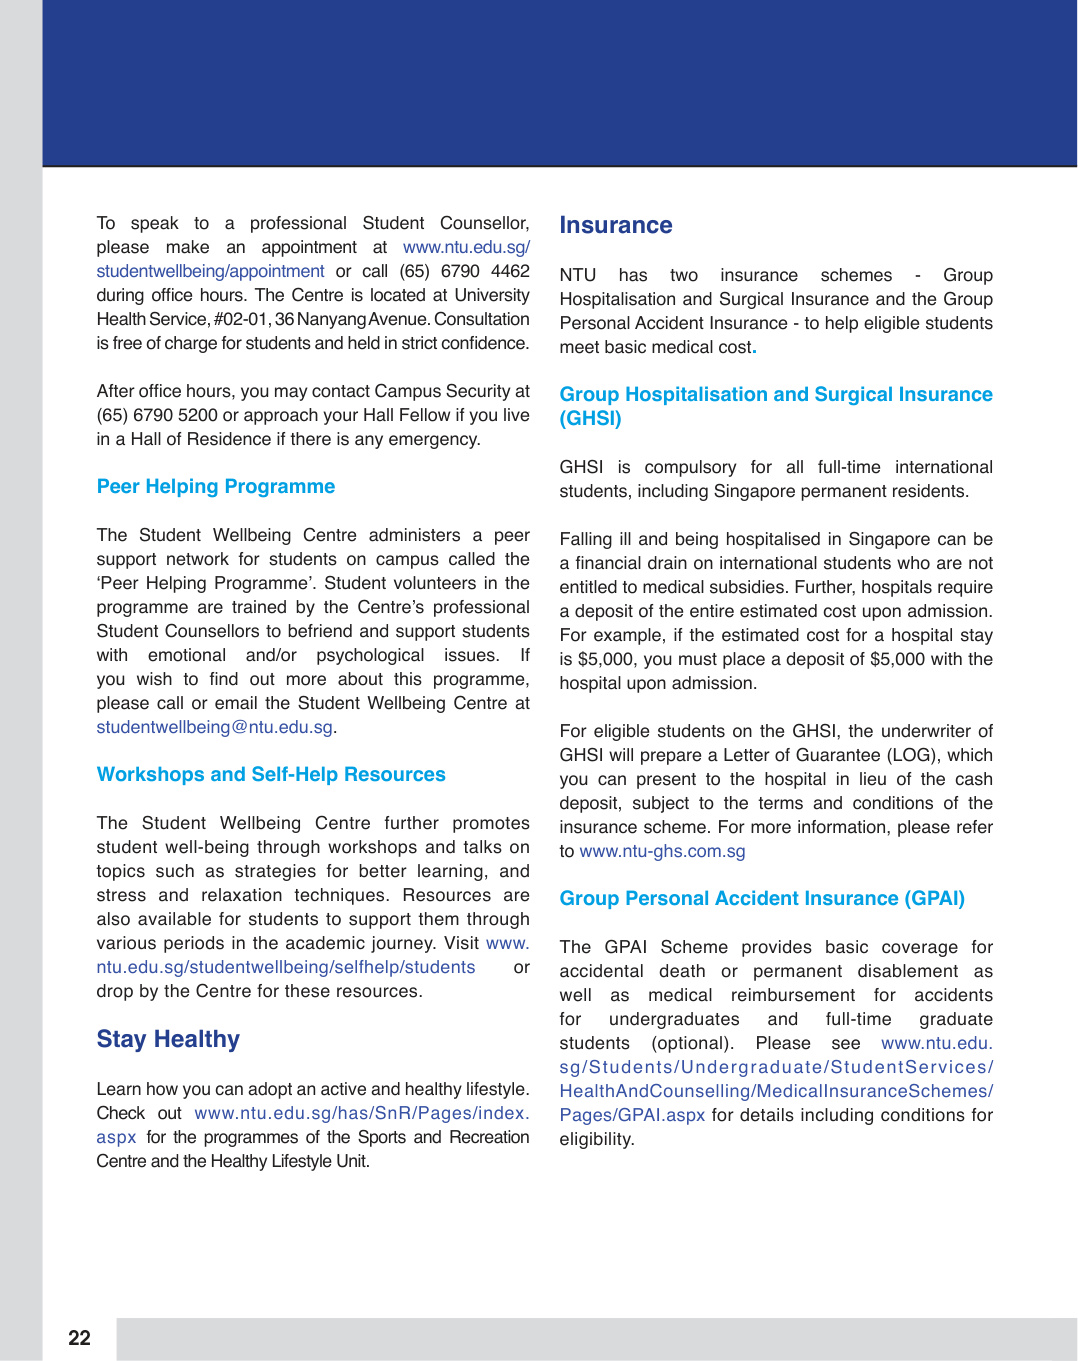 To speak to a professional Student Counsellor,
please make an appointment at www.ntu.edu.sg/
studentwellbeing/appointment or call (65) 6790 4462
during office hours. The Centre is located at University
Health Service, #02-01, 36 Nanyang Avenue. Consultation
is free of charge for students and held in strict confidence.
After office hours, you may contact Campus Security at
(65) 6790 5200 or approach your Hall Fellow if you live
in a Hall of Residence if there is any emergency.
Peer Helping Programme
The Student Wellbeing Centre administers a peer
support network for students on campus called the
‘Peer Helping Programme’. Student volunteers in the
programme are trained by the Centre’s professional
Student Counsellors to befriend and support students
with emotional and/or psychological issues. If
you wish to find out more about this programme,
please call or email the Student Wellbeing Centre at
studentwellbeing@ntu.edu.sg.
Workshops and Self-Help Resources
The Student Wellbeing Centre further promotes
student well-being through workshops and talks on
topics such as strategies for better learning, and
stress and relaxation techniques. Resources are
also available for students to support them through
various periods in the academic journey. Visit www.
ntu.edu.sg/studentwellbeing/selfhelp/students or
drop by the Centre for these resources.
Stay Healthy
Learn how you can adopt an active and healthy lifestyle.
Check out www.ntu.edu.sg/has/SnR/Pages/index.
aspx for the programmes of the Sports and Recreation
Centre and the Healthy Lifestyle Unit.
Insurance
NTU has two insurance schemes - Group
Hospitalisation and Surgical Insurance and the Group
Personal Accident Insurance - to help eligible students
meet basic medical cost.
Group Hospitalisation and Surgical Insurance
(GHSI)
GHSI is compulsory for all full-time international
students, including Singapore permanent residents.
Falling ill and being hospitalised in Singapore can be
a financial drain on international students who are not
entitled to medical subsidies. Further, hospitals require
a deposit of the entire estimated cost upon admission.
For example, if the estimated cost for a hospital stay
is $5,000, you must place a deposit of $5,000 with the
hospital upon admission.
For eligible students on the GHSI, the underwriter of
GHSI will prepare a Letter of Guarantee (LOG), which
you can present to the hospital in lieu of the cash
deposit, subject to the terms and conditions of the
insurance scheme. For more information, please refer
to www.ntu-ghs.com.sg
Group Personal Accident Insurance (GPAI)
The GPAI Scheme provides basic coverage for
accidental death or permanent disablement as
well as medical reimbursement for accidents
for undergraduates and full-time graduate
students (optional). Please see www.ntu.edu.
sg/Students/Undergraduate/StudentServices/
HealthAndCounselling/MedicalInsuranceSchemes/
Pages/GPAI.aspx for details including conditions for
eligibility.
22